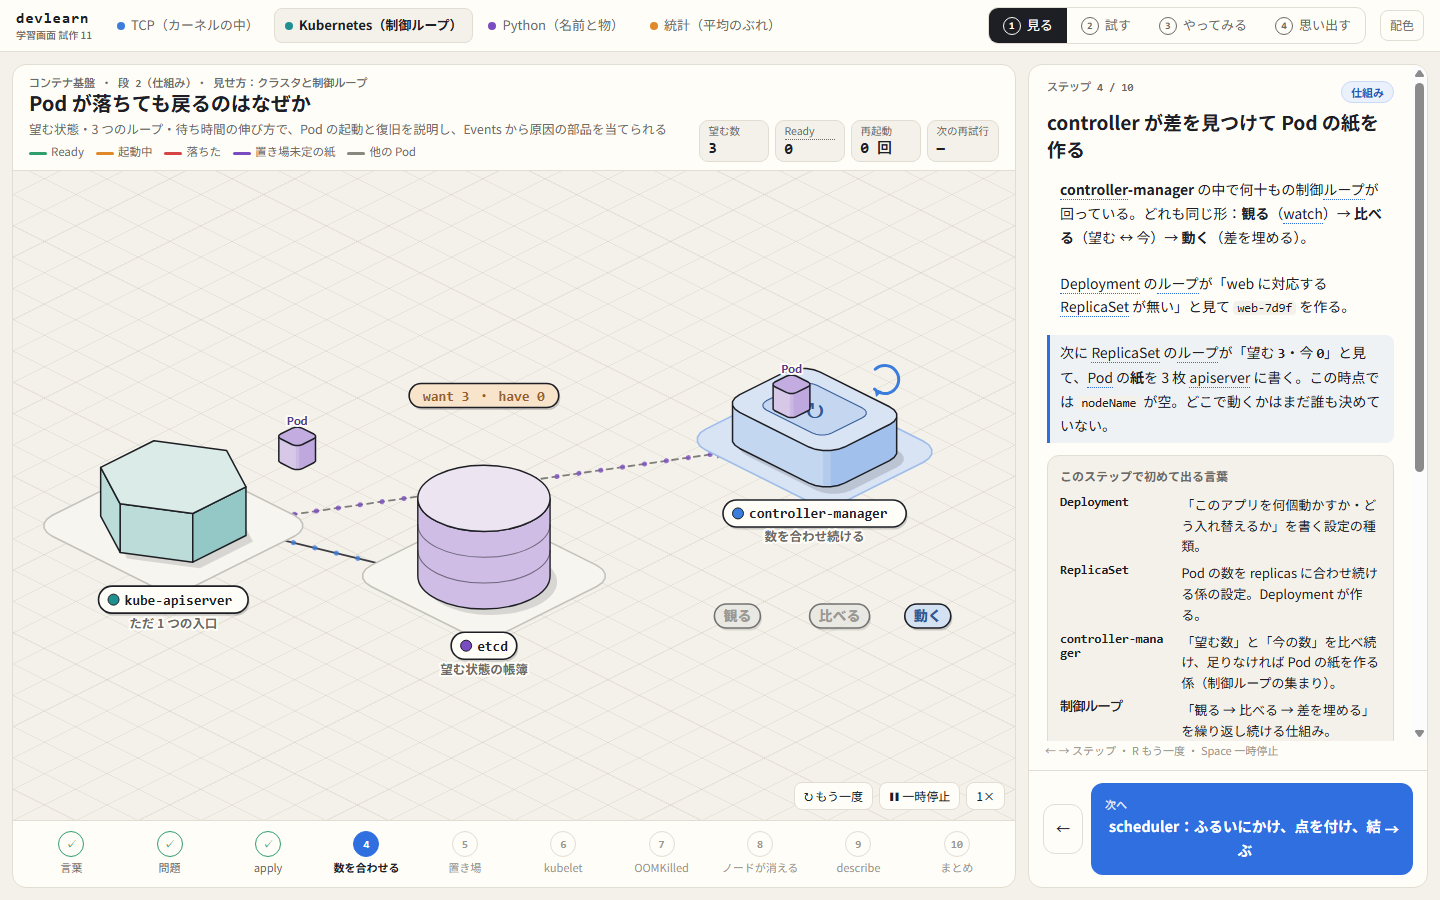 devlearn
学習画面 試作 11
TCP（カーネルの中）
Kubernetes（制御ループ）
Python（名前と物）
統計（平均のぶれ）
1 見る
2 試す
3 やってみる
4 思い出す
配色
コンテナ基盤 ・ 段 2（仕組み）・ 見せ方：クラスタと制御ループ
Pod が落ちても戻るのはなぜか
望む状態・3 つのループ・待ち時間の伸び方で、Pod の起動と復旧を説明し、Events から原因の部品を当てられる
Ready
起動中
落ちた
置き場未定の紙
他の Pod
望む数
3
Ready
0
再起動
0 回
次の再試行
—
want 3 ・ have 0
Pod
Pod
kube-apiserver
ただ 1 つの入口
etcd
望む状態の帳簿
controller-manager
数を合わせ続ける
観る
比べる
動く
↻ もう一度
一時停止
1×
✓
言葉
✓
問題
✓
apply
4
数を合わせる
5
置き場
6
kubelet
7
OOMKilled
8
ノードが消える
9
describe
10
まとめ
ステップ 4 / 10
仕組み
controller が差を見つけて Pod の紙を
作る
controller-manager の中で何十もの制御ループが
回っている。どれも同じ形：観る（watch）→ 比べ
る（望む ↔ 今）→ 動く（差を埋める）。
Deployment のループが「web に対応する
ReplicaSet が無い」と見て web-7d9f を作る。
次に ReplicaSet のループが「望む 3・今 0」と見
て、Pod の紙を 3 枚 apiserver に書く。この時点で
は nodeName が空。どこで動くかはまだ誰も決めて
いない。
このステップで初めて出る言葉
Deployment
「このアプリを何個動かすか・ど
う入れ替えるか」を書く設定の種
類。
ReplicaSet
Pod の数を replicas に合わせ続け
る係の設定。Deployment が作
る。
controller-mana
ger
「望む数」と「今の数」を比べ続
け、足りなければ Pod の紙を作る
係（制御ループの集まり）。
制御ループ
「観る → 比べる → 差を埋める」
を繰り返し続ける仕組み。
←→ ステップ ・ R もう一度 ・ Space 一時停止
←
次へ
scheduler：ふるいにかけ、点を付け、結 →
ぶ